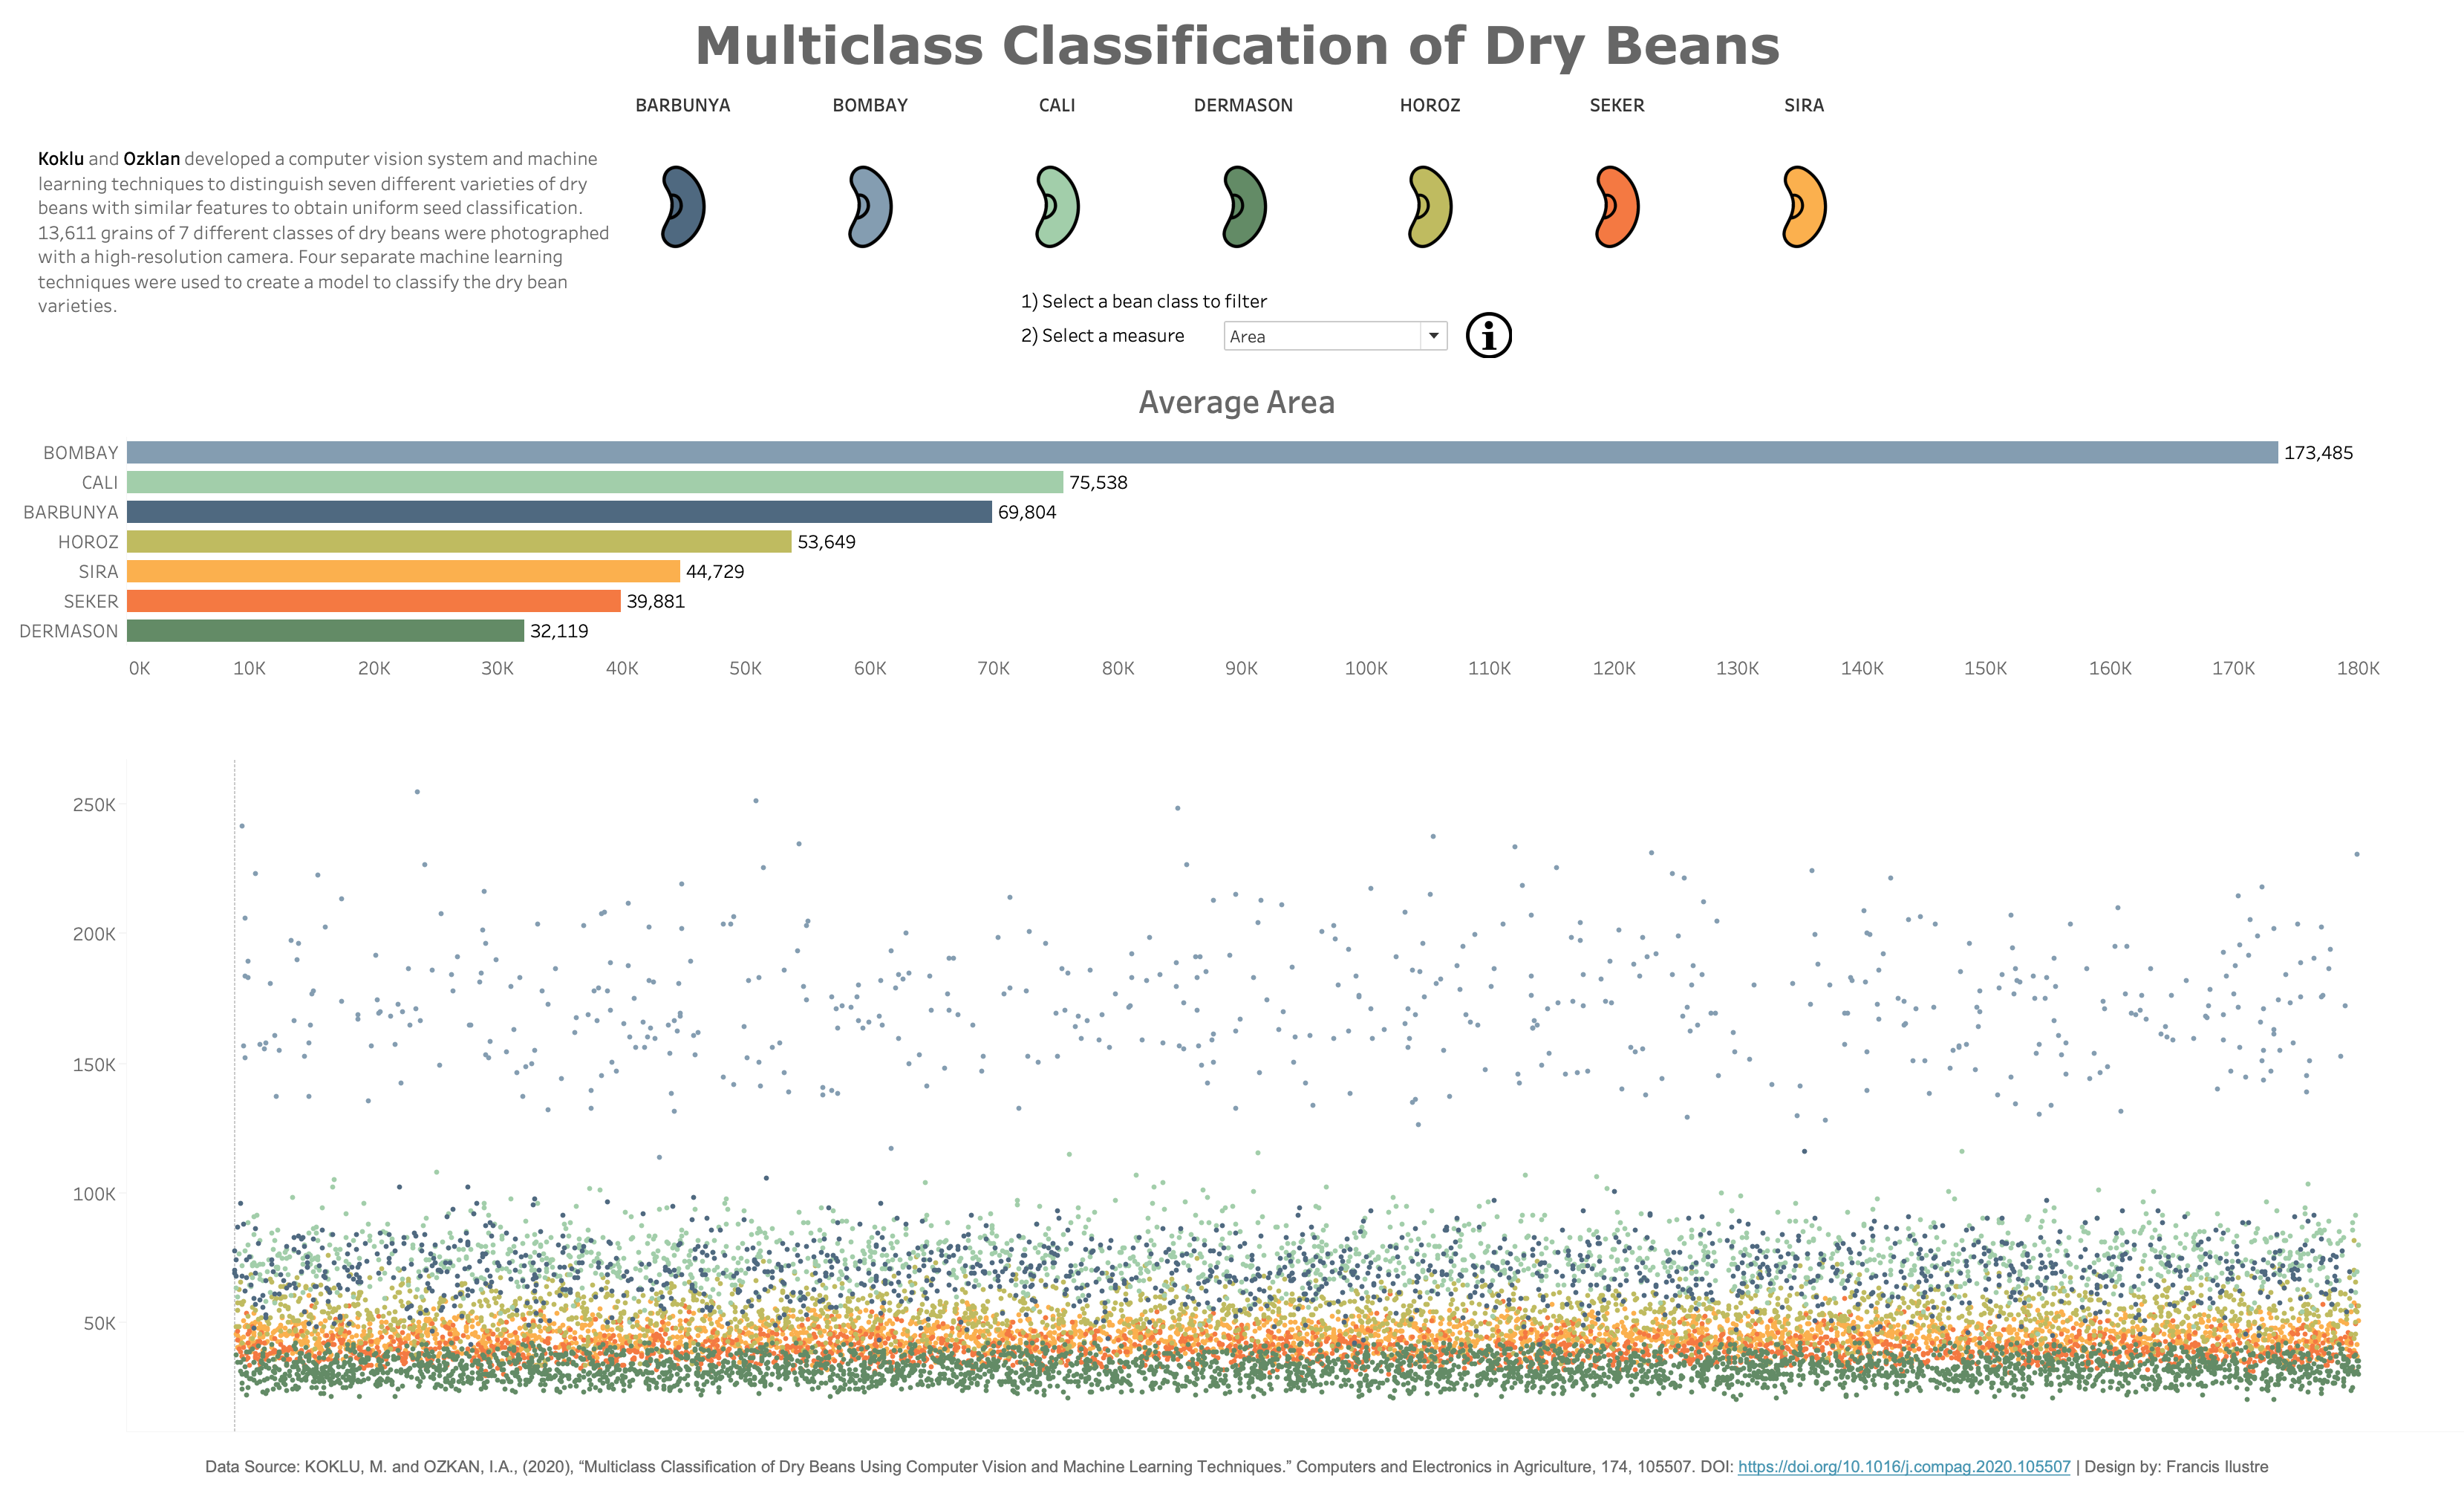 Multiclass Classification of Dry Beans
BARBUNYA BOMBAY CALI DERMASON HOROZ SEKER SIRA
Koklu and Ozklan developed a computer vision system and machine
learning techniques to distinguish seven different varieties of dry
beans with similar features to obtain uniform seed classification.
13,611 grains of 7 different classes of dry beans were photographed
with a high-resolution camera. Four separate machine learning
techniques were used to create a model to classify the dry bean
varieties.
1) Select a bean class to filter
2) Select a measure Area
Average Area
BOMBAY 173,485
CALI 75,538
BARBUNYA 69,804
HOROZ 53,649
SIRA 44,729
SEKER 39,881
DERMASON 32,119
0K 10K 20K 30K 40K 50K 60K 70K 80K 90K 100K 110K 120K 130K 140K 150K 160K 170K 180K
250K
200K
150K
100K
50K
Data Source: KOKLU, M. and OZKAN, I.A., (2020), “Multiclass Classification of Dry Beans Using Computer Vision and Machine Learning Techniques.” Computers and Electronics in Agriculture, 174, 105507. DOI: https://doi.org/10.1016/j.compag.2020.105507 | Design by: Francis Ilustre